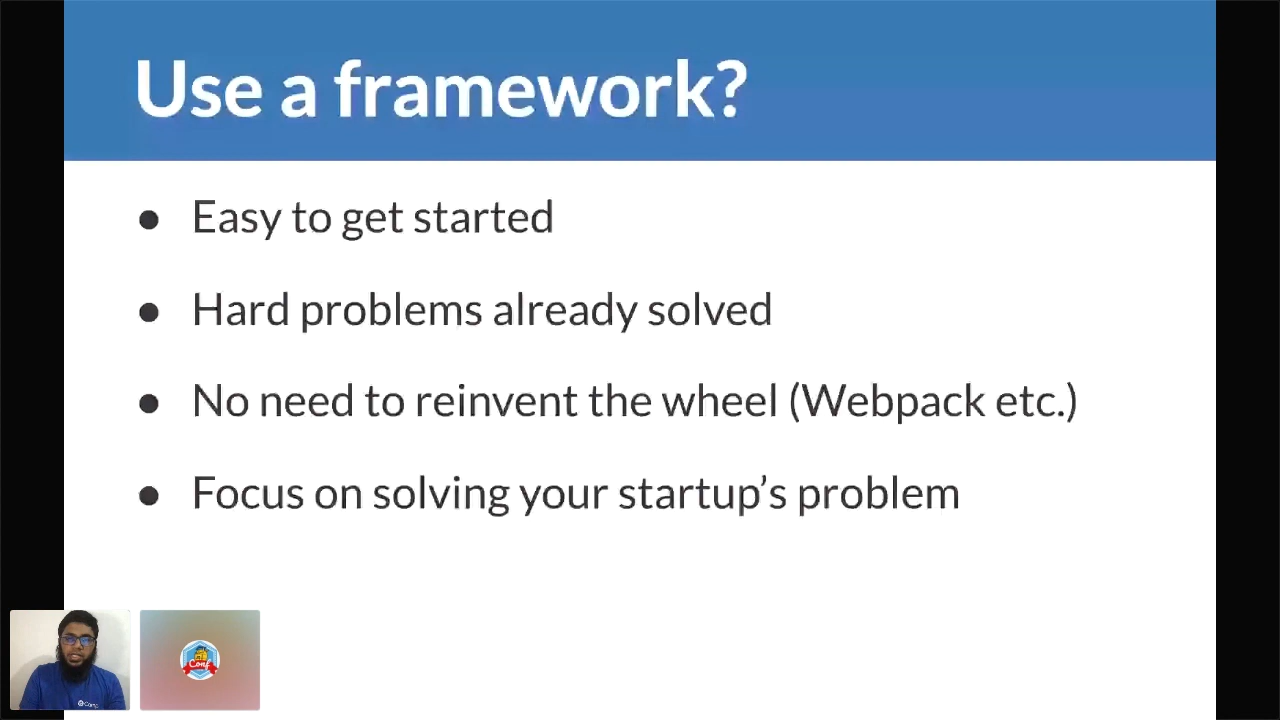 Use a framework?
● Easy to get started
● Hard problems already solved
● No need to reinvent the wheel (Webpack etc.)
● Focus on solving your startup’s problem
Conf